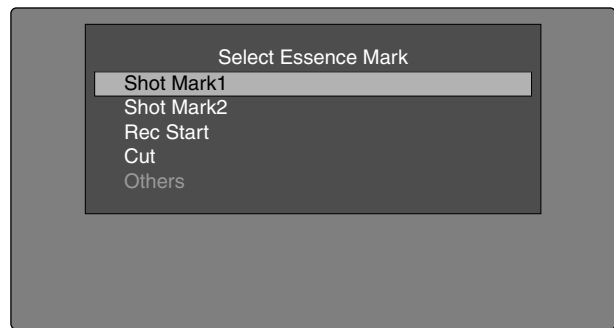 Select Essence Mark
Shot Mark1
Shot Mark2
Rec Start
Cut
Others